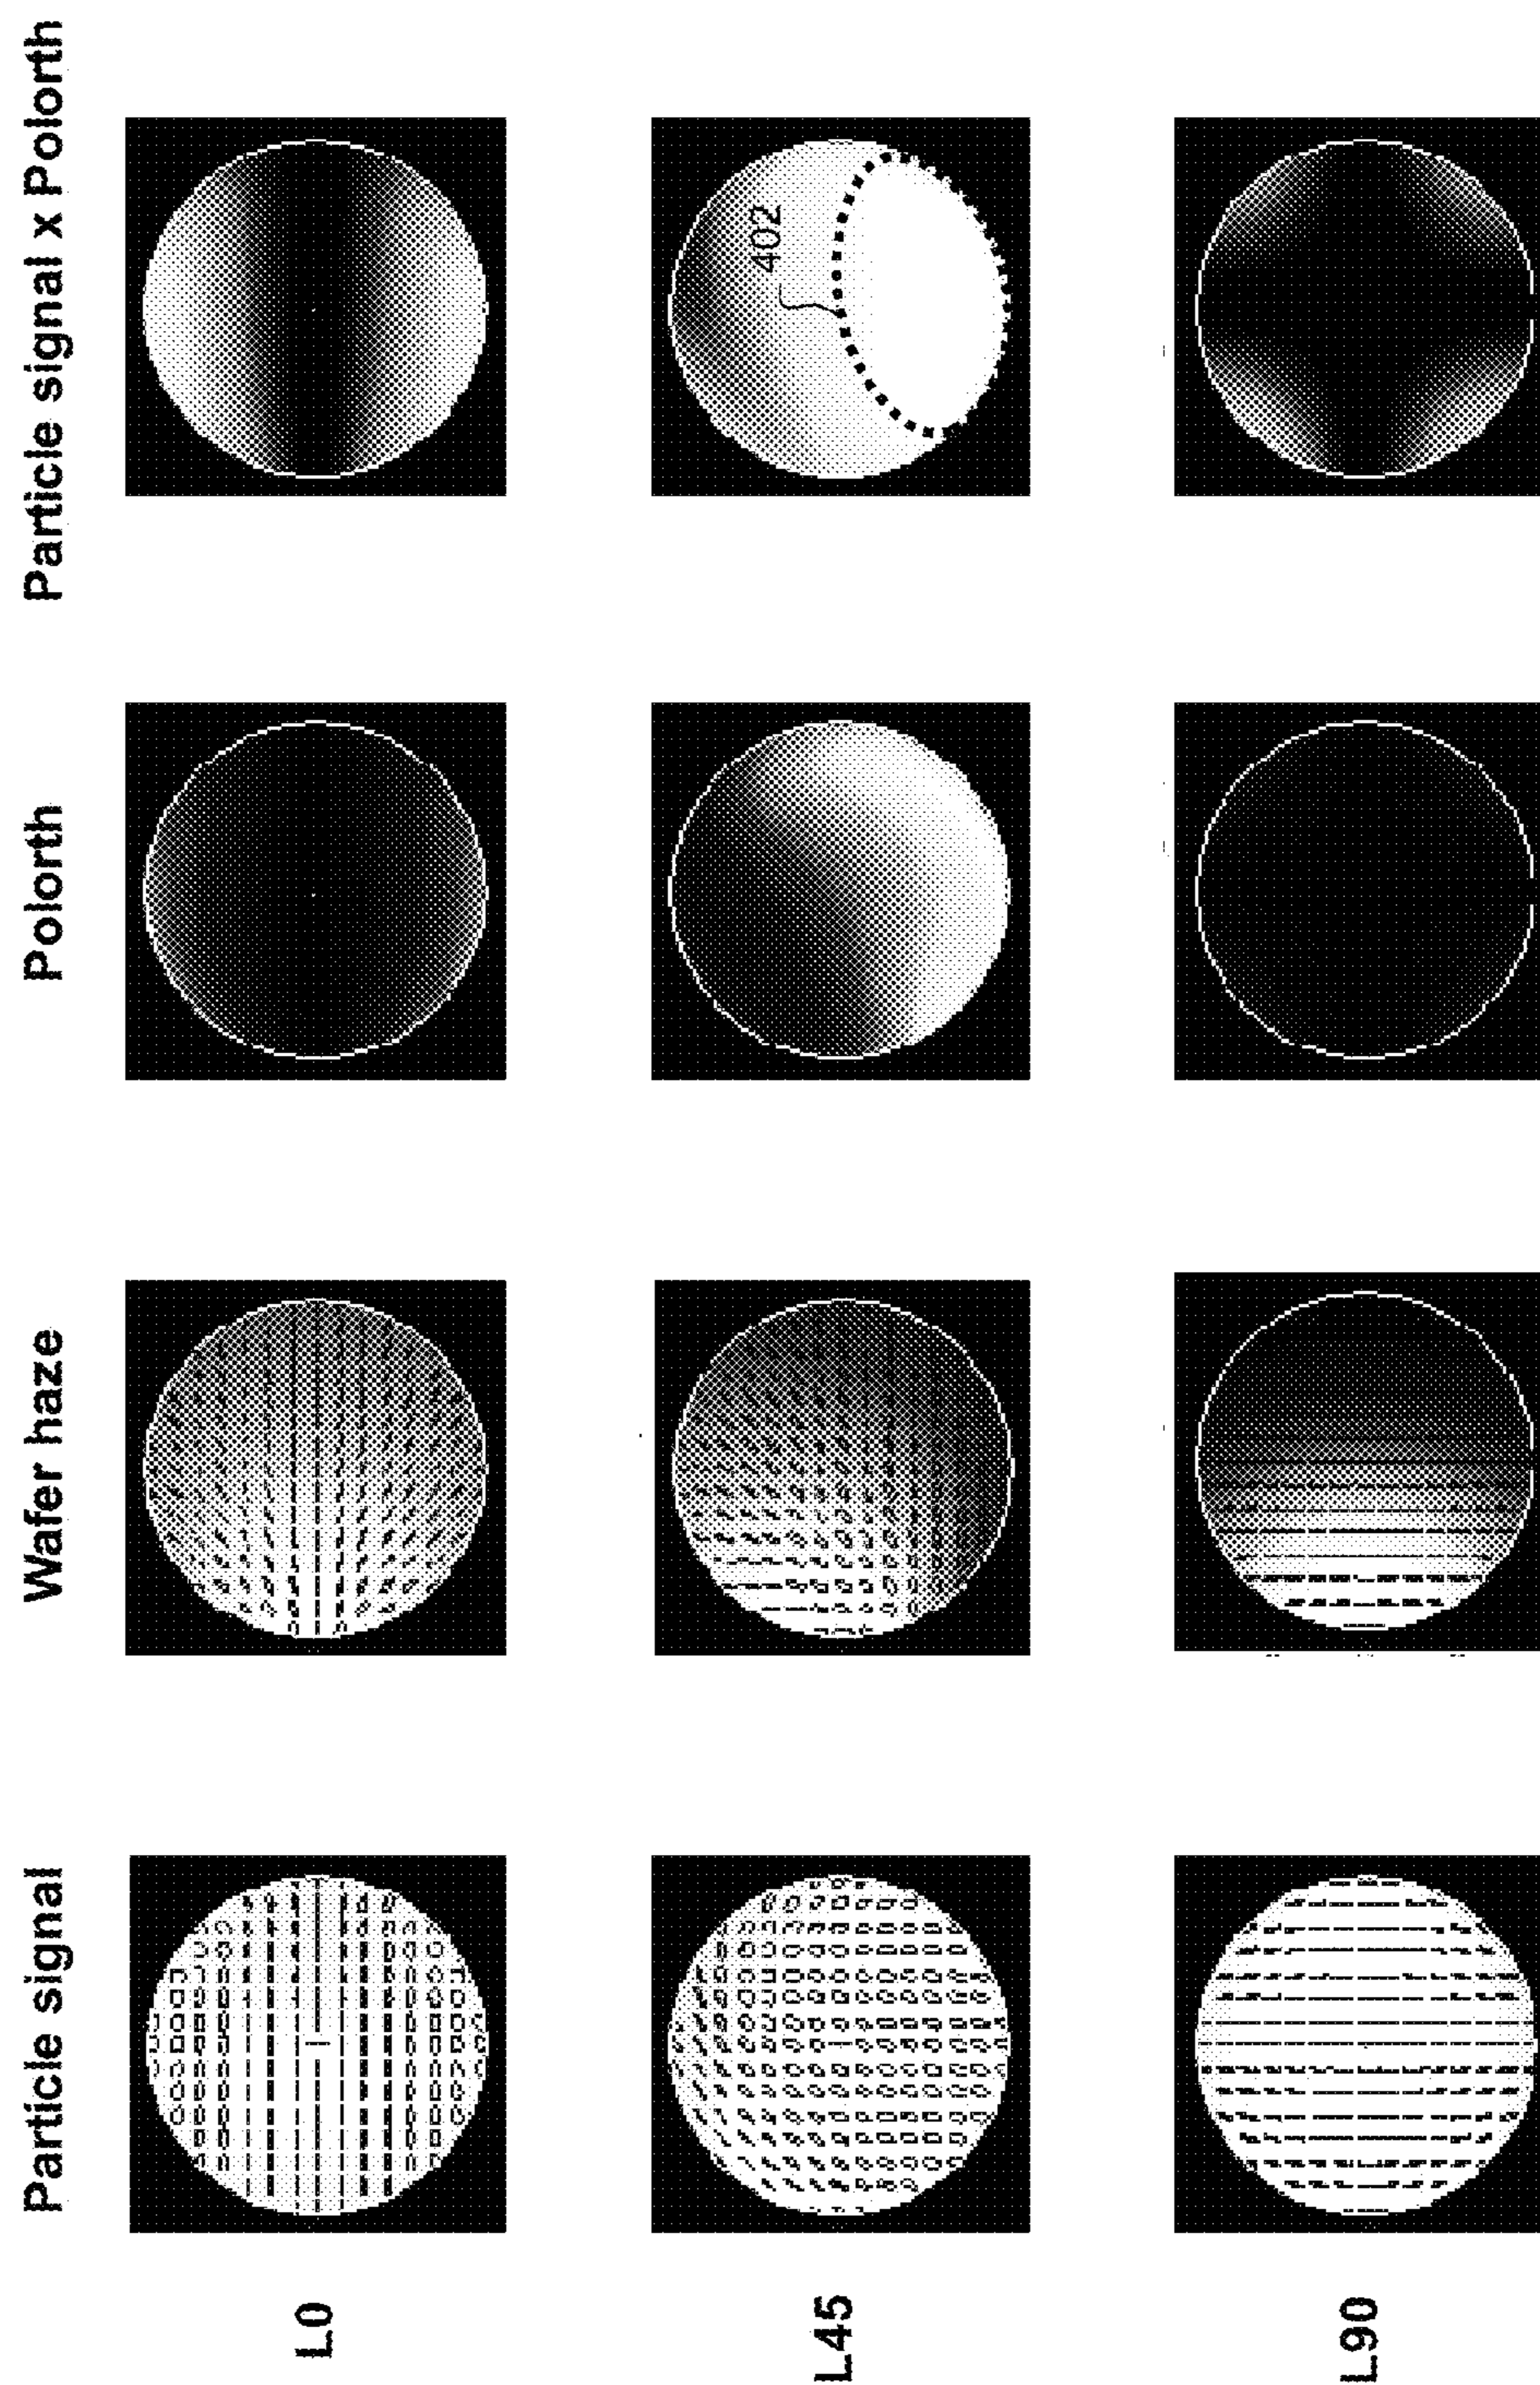 Particle signal
Wafer haze
Polorth
Particle signal x Polorth
L0
L45
402
L90